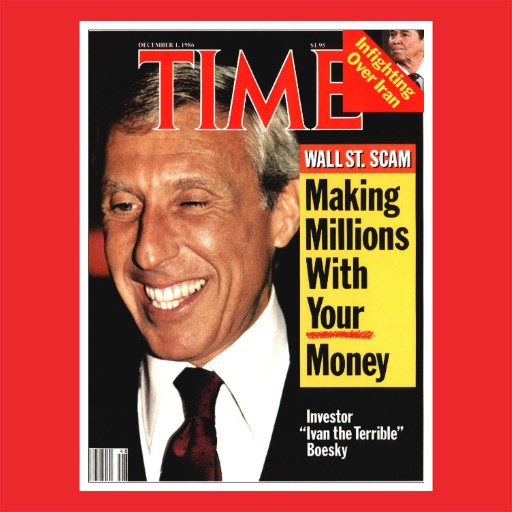 DECEMBER 1, 1986 $1.95
TIME
Infighting
Over Iran
WALL ST. SCAM
Making
Millions
With
Your
Money
Investor
"Ivan the Terrible"
Boesky